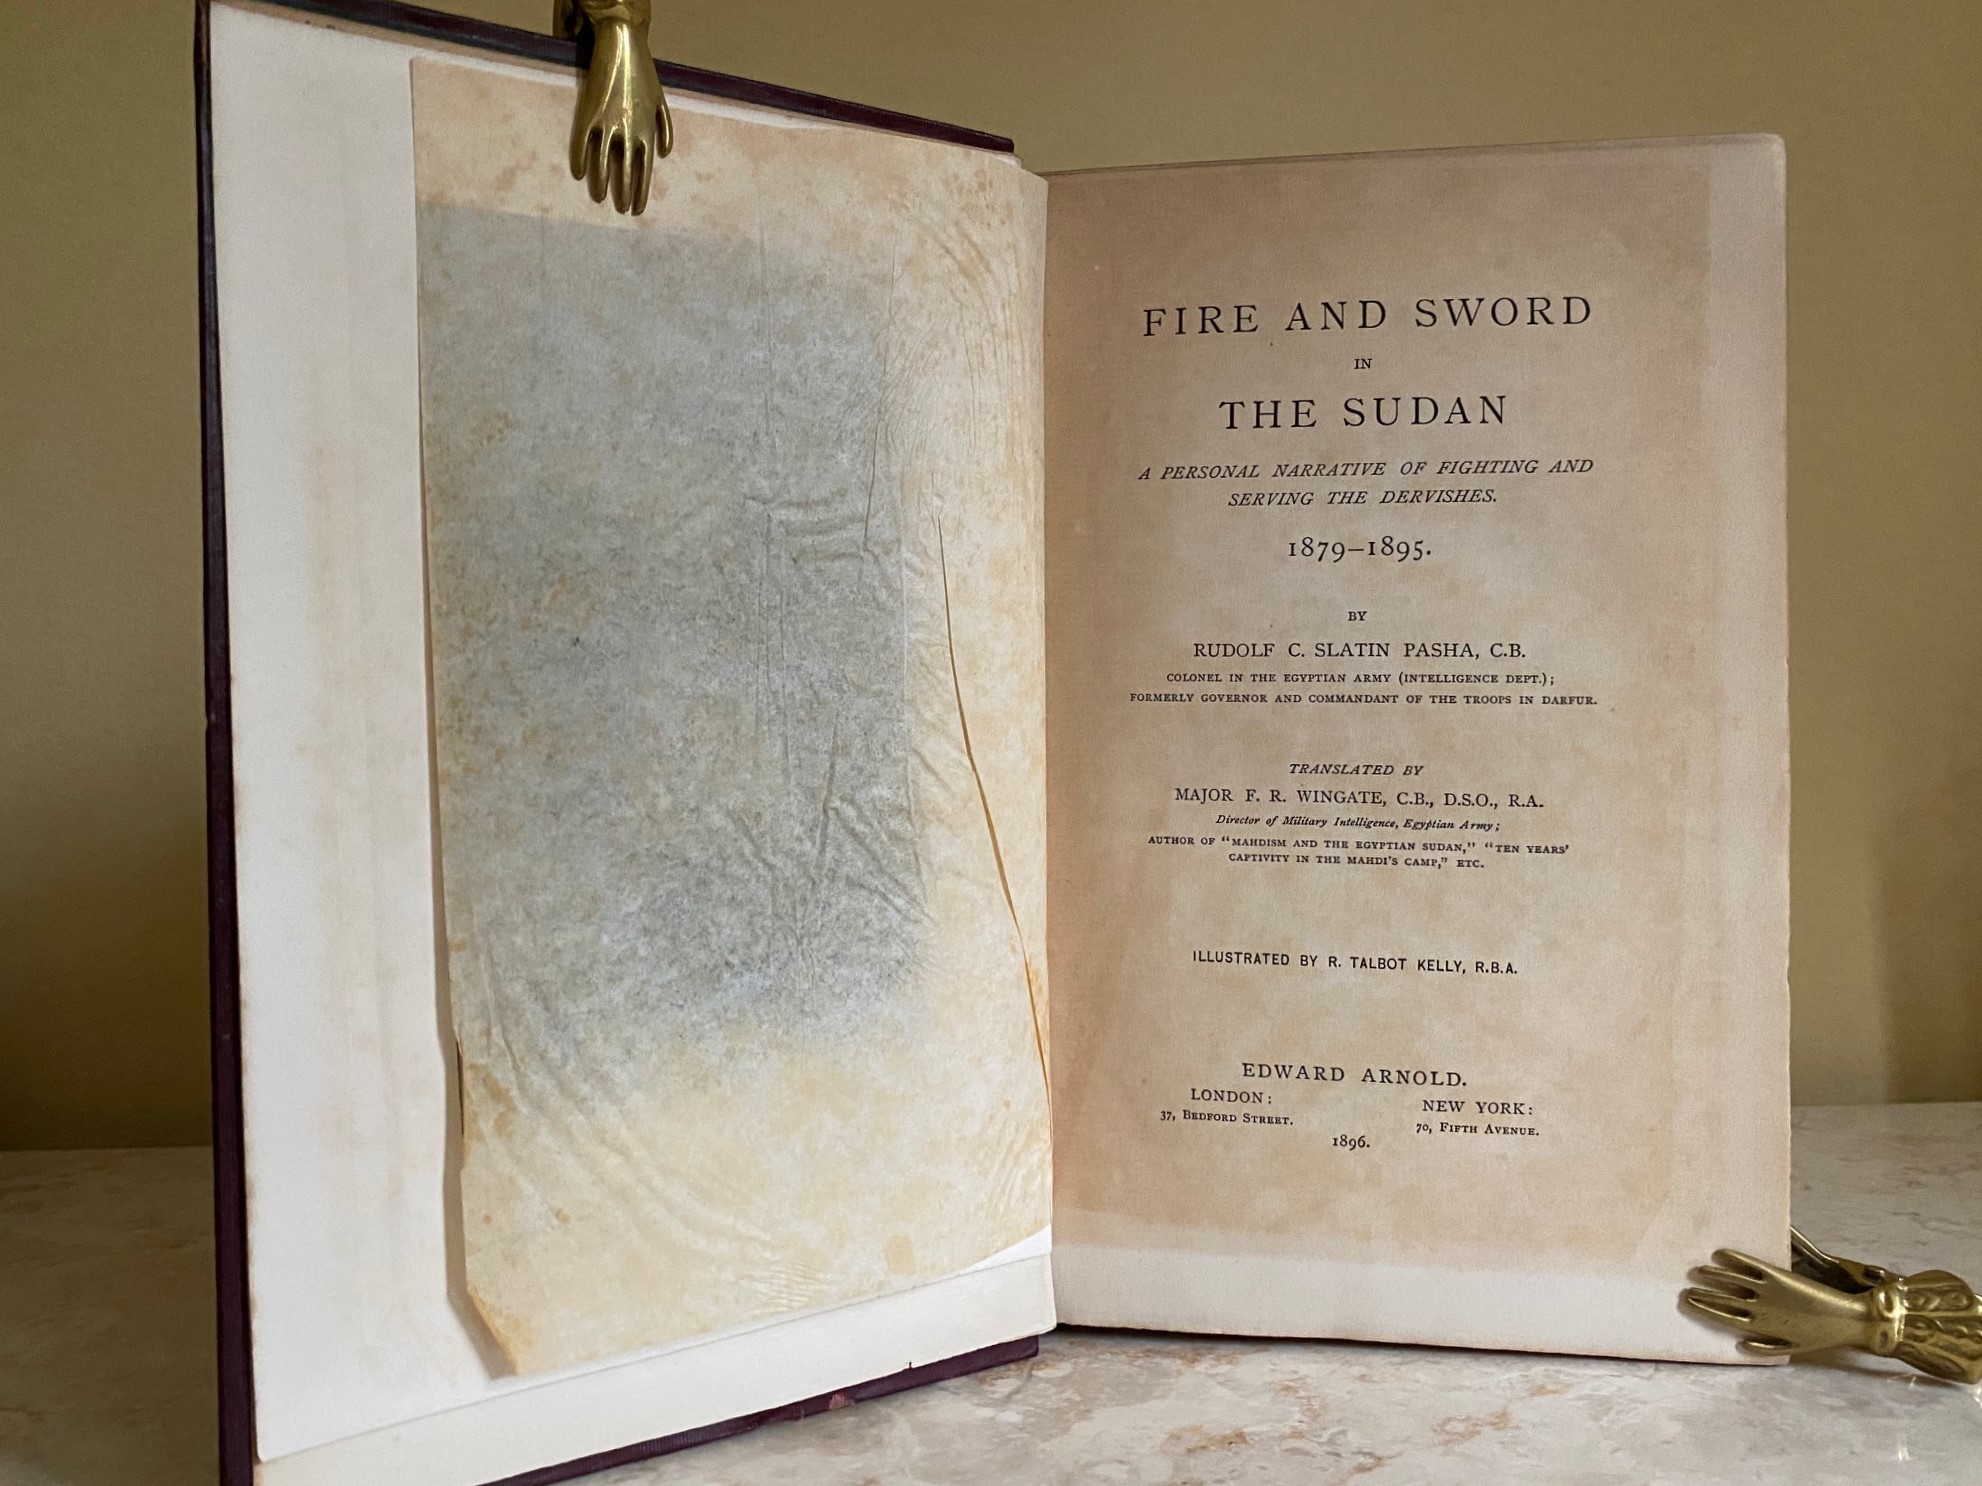 FIRE AND SWORD
IN
THE SUDAN
A PERSONAL NARRATIVE OF FIGHTING AND
SERVING THE DERVISHES.
1879–1895.
BY
RUDOLF C. SLATIN PASHA, C.B.
COLONEL IN THE EGYPTIAN ARMY (INTELLIGENCE DEPT.);
FORMERLY GOVERNOR AND COMMANDANT OF THE TROOPS IN DARFUR.
TRANSLATED BY
MAJOR F. R. WINGATE, C.B., D.S.O., R.A.
Director of Military Intelligence, Egyptian Army;
AUTHOR OF “MAHDISM AND THE EGYPTIAN SUDAN,” “TEN YEARS’
CAPTIVITY IN THE MAHDI’S CAMP,” ETC.
ILLUSTRATED BY R. TALBOT KELLY, R.B.A.
EDWARD ARNOLD.
LONDON: NEW YORK:
37, BEDFORD STREET. 70, FIFTH AVENUE.
1896.